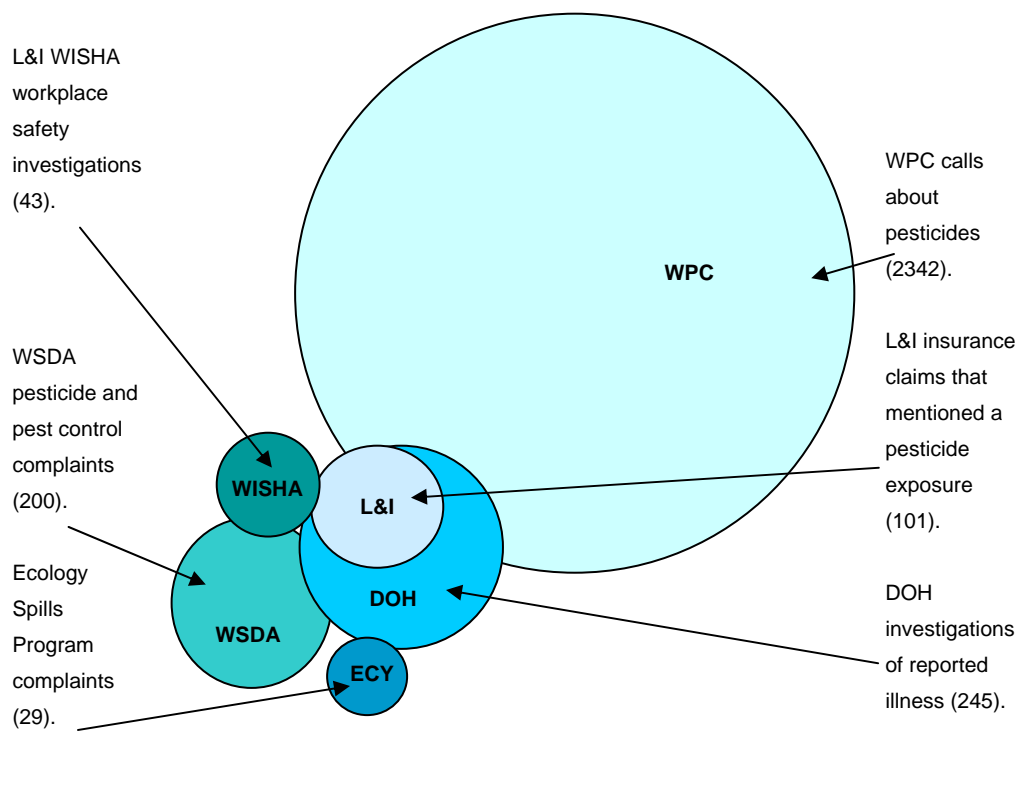 L&I WISHA
workplace
safety
investigations
(43).
WPC calls
about
pesticides
(2342).
WPC
L&I insurance
claims that
mentioned a
pesticide
exposure
(101).
WSDA
pesticide and
pest control
complaints
(200).
WISHA
L&I
DOH
WSDA
ECY
Ecology
Spills
Program
complaints
(29).
DOH
investigations
of reported
illness (245).